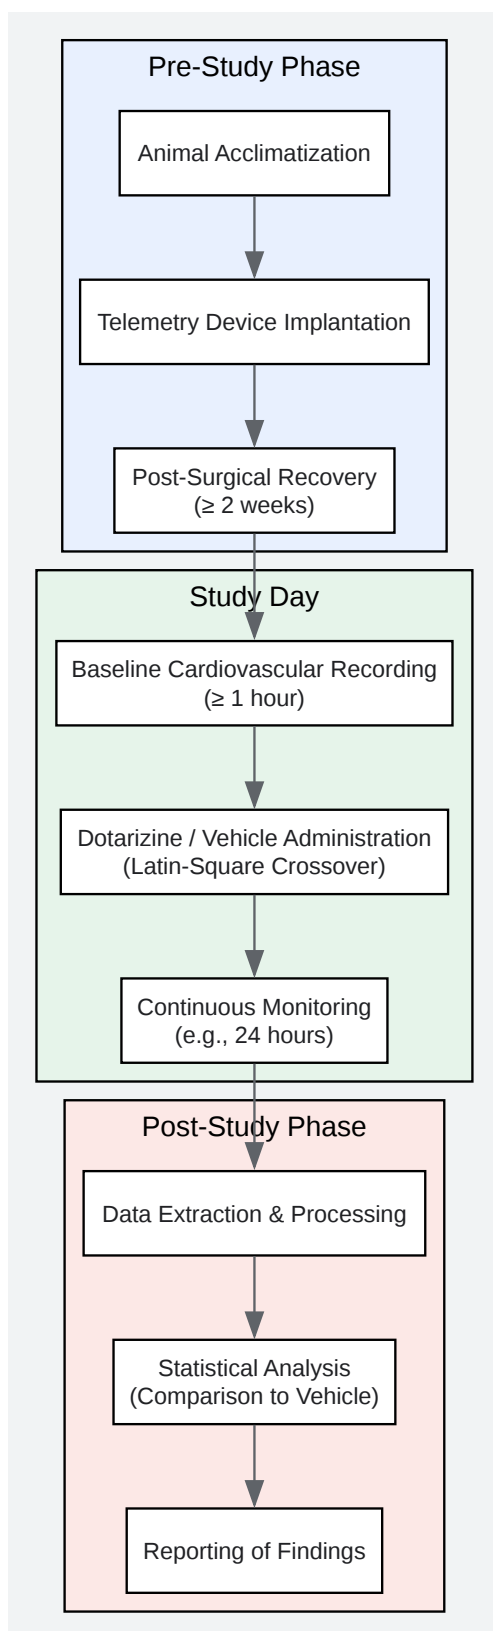 Pre-Study Phase
Animal Acclimatization
Telemetry Device Implantation
Post-Surgical Recovery
(≥ 2 weeks)
Study Day
Baseline Cardiovascular Recording
(≥ 1 hour)
Dotarizine / Vehicle Administration
(Latin-Square Crossover)
Continuous Monitoring
(e.g., 24 hours)
Post-Study Phase
Data Extraction & Processing
Statistical Analysis
(Comparison to Vehicle)
Reporting of Findings